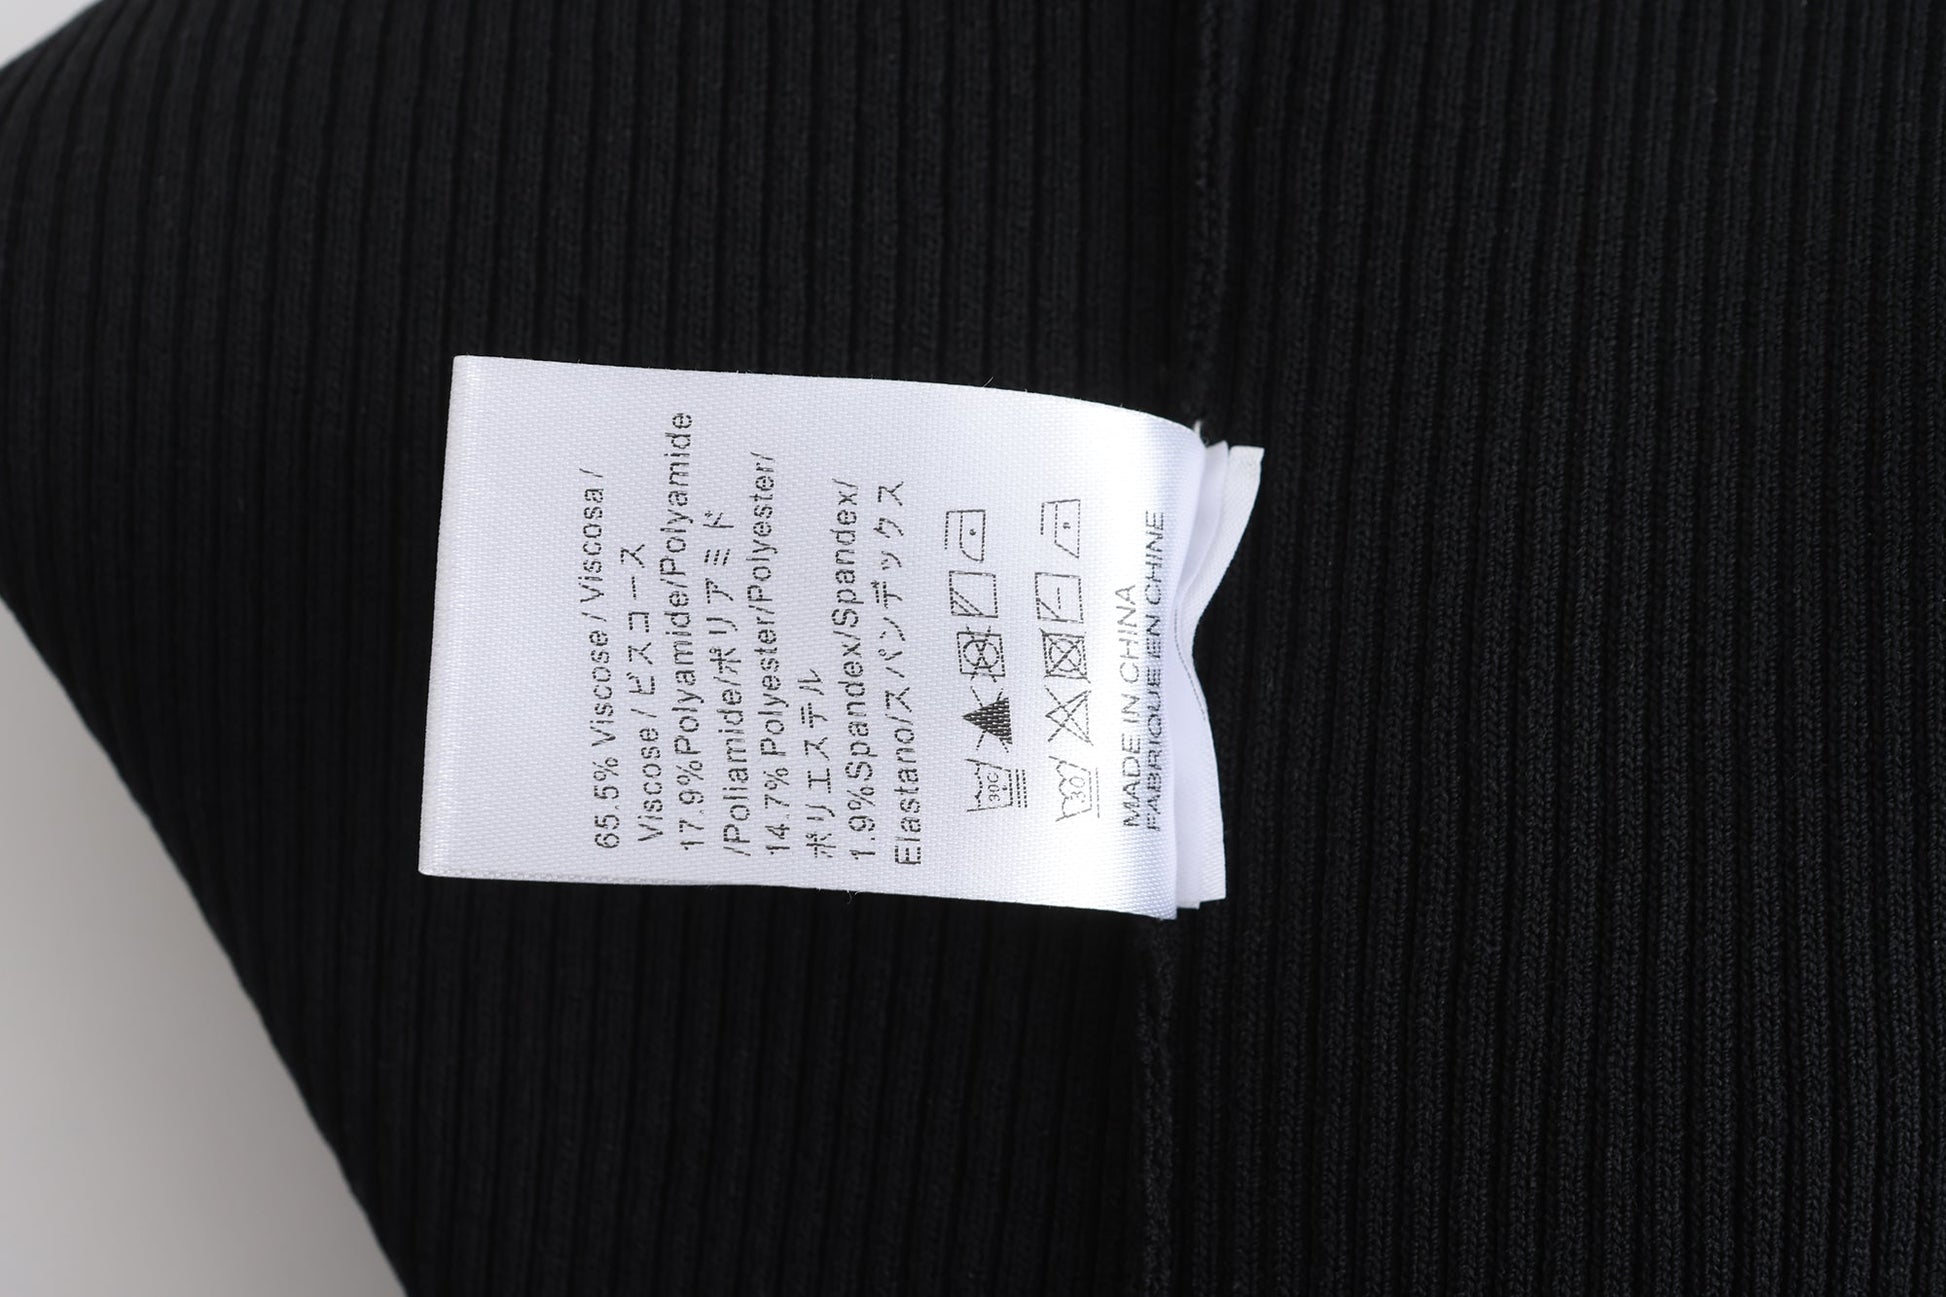 65.5% Viscose / Viscosa /
Viscose / ビスコース
17.9%Polyamide/Polyamide
/Poliamide/ポリアミド
14.7% Polyester/Polyester/
ポリエステル
1.9%Spandex/Spandex/
Elastano/スパンデックス
30C
30
MADE IN CHINA
FABRIQUE EN CHINE